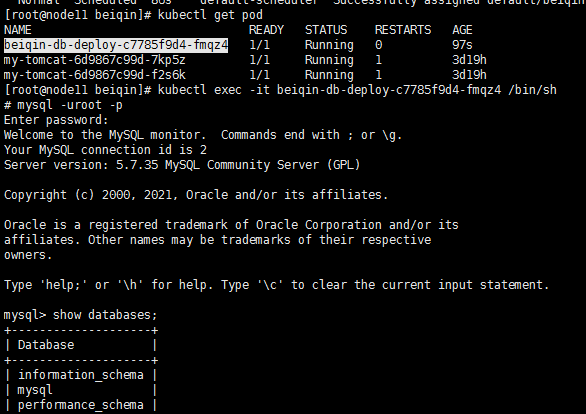 Normal  Scheduled  80s   default-scheduler  Successfully assigned default/beiqin
[root@node11 beiqin]# kubectl get pod
NAME                               READY   STATUS    RESTARTS   AGE
beiqin-db-deploy-c7785f9d4-fmqz4   1/1     Running   0          97s
my-tomcat-6d9867c99d-7kp5z         1/1     Running   1          3d19h
my-tomcat-6d9867c99d-f2s6k         1/1     Running   1          3d19h
[root@node11 beiqin]# kubectl exec -it beiqin-db-deploy-c7785f9d4-fmqz4 /bin/sh
# mysql -uroot -p
Enter password:
Welcome to the MySQL monitor.  Commands end with ; or \g.
Your MySQL connection id is 2
Server version: 5.7.35 MySQL Community Server (GPL)
Copyright (c) 2000, 2021, Oracle and/or its affiliates.
Oracle is a registered trademark of Oracle Corporation and/or its
affiliates. Other names may be trademarks of their respective
owners.
Type 'help;' or '\h' for help. Type '\c' to clear the current input statement.
mysql> show databases;
+--------------------+
| Database           |
+--------------------+
| information_schema |
| mysql              |
| performance_schema |